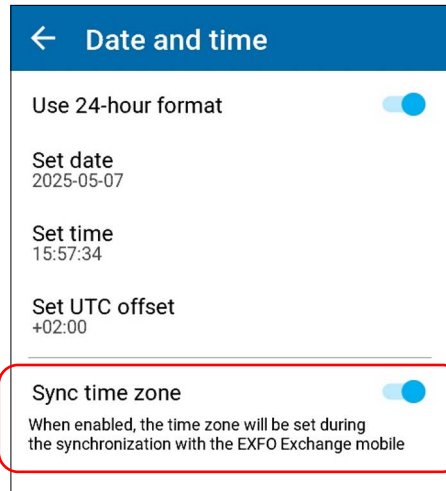 Date and time
Use 24-hour format
Set date
2025-05-07
Set time
15:57:34
Set UTC offset
+02:00
Sync time zone
When enabled, the time zone will be set during
the synchronization with the EXFO Exchange mobile